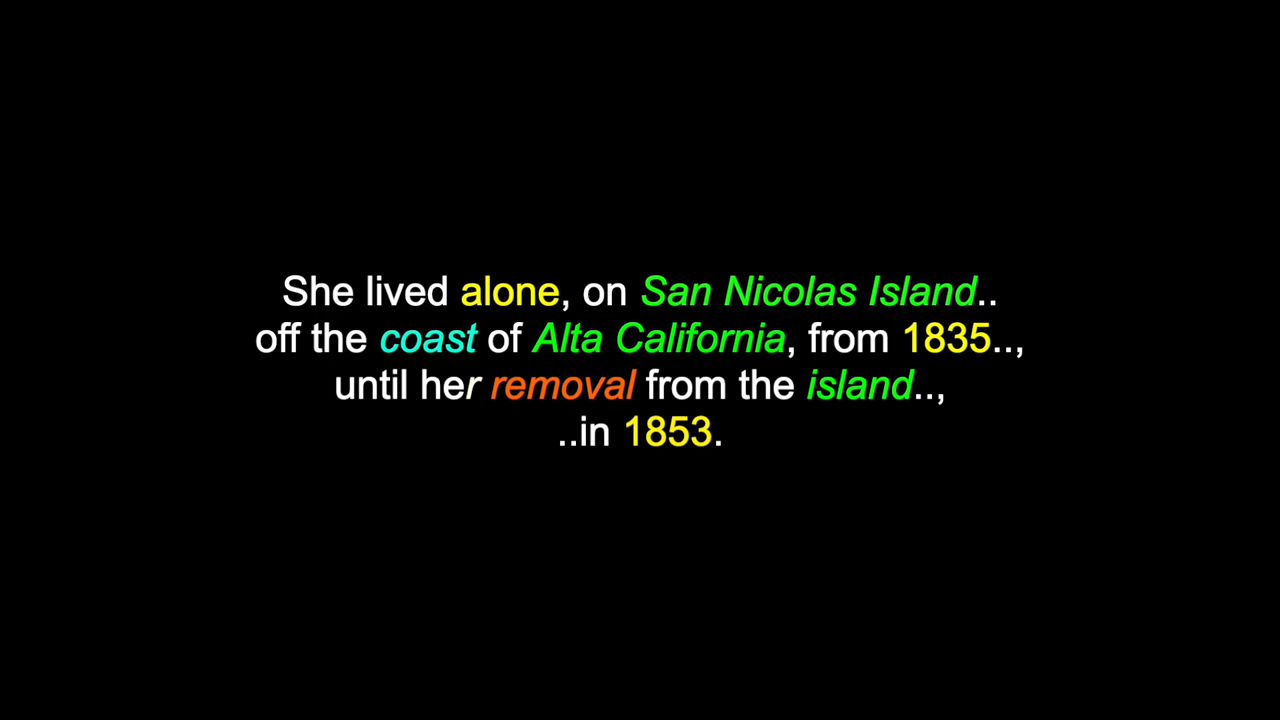 She lived alone, on San Nicolas Island..
off the coast of Alta California, from 1835..,
until her removal from the island..,
..in 1853.